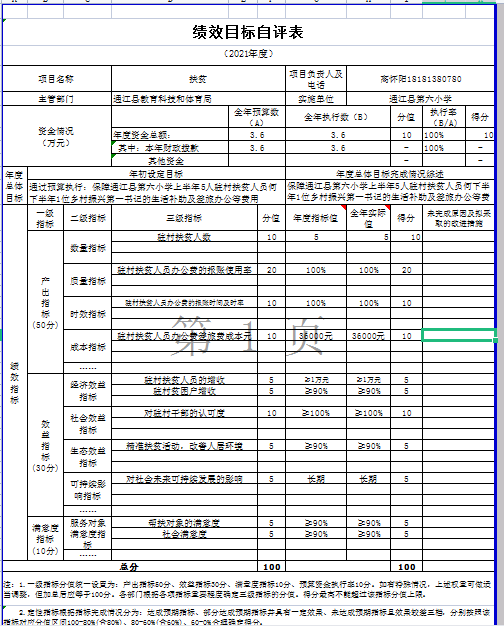 绩效目标自评表
（2021年度）
项目名称 扶贫 项目负责人及电话 18181380780
主管部门 通江县教育科技和体育局 实施单位 通江县第六小学
资金情况（万元） 全年预算数（A） 全年执行数（B） 分值 执行率（B/A） 得分
年度资金总额： 3.6 3.6 10 100% 10
其中：本年财政拨款 3.6 3.6 - 100% -
其他资金 - -
年度总体目标 年初设定目标 年度总体目标完成情况综述
通过预算执行：保障通江县第六小学上半年5人驻村扶贫人员何下半年1位乡村振兴第一书记的生活补助及差旅办公等费用 保障通江县第六小学上半年5人驻村扶贫人员何下半年1位乡村振兴第一书记的生活补助及差旅办公等费
绩效指标 一级指标 二级指标 三级指标 分值 年度指标值 全年实际值 得分 未完成原因及拟采取的改进措施
产出指标（50分） 数量指标 驻村扶贫人数 10 5 5 10
质量指标 驻村扶贫人员办公费的报账使用率 20 100% 100% 20
时效指标 驻村扶贫人员办公费的报账时间及时率 10 100% 100% 10
成本指标 驻村扶贫人员办公费差旅费成本元 10 36000元 36000元 10
……
第 1 页
效益指标（30分） 经济效益指标 驻村扶贫人员的增收 5 ≥1万元 ≥1万元 5
驻村贫困户增收 5 ≥90% ≥90% 5
社会效益指标 对驻村干部的认可度 10 ≥100% ≥100% 10
生态效益指标 精准扶贫活动，改善人居环境 5 ≥90% ≥90% 5
可持续影响指标 对社会未来可持续发展的影响 5 长期 长期 5
……
满意度指标（10分） 服务对象满意度指标 帮扶对象的满意度 5 ≥90% ≥90% 5
社会满意度 5 ≥90% ≥90% 5
……
总分 100 100
注：1.一级指标分值统一设置为：产出指标50分、效益指标30分、满意度指标10分、预算资金执行率10分。如有特殊情况，上述权重可做适当调整，但加总后应等于100分。各部门根据各项指标重要程度确定三级指标的分值。得分最高不能超过该指标分值上限。
2.定性指标根据指标完成情况分为：达成预期指标、部分达成预期指标并具有一定效果、未达成预期指标且效果较差三档，分别按照该指标对应分值区间100-80%(含80%)、80-60%(含60%)、60-0%合理确定得分。